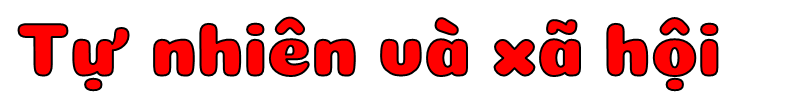 Tự nhiên và xã hội